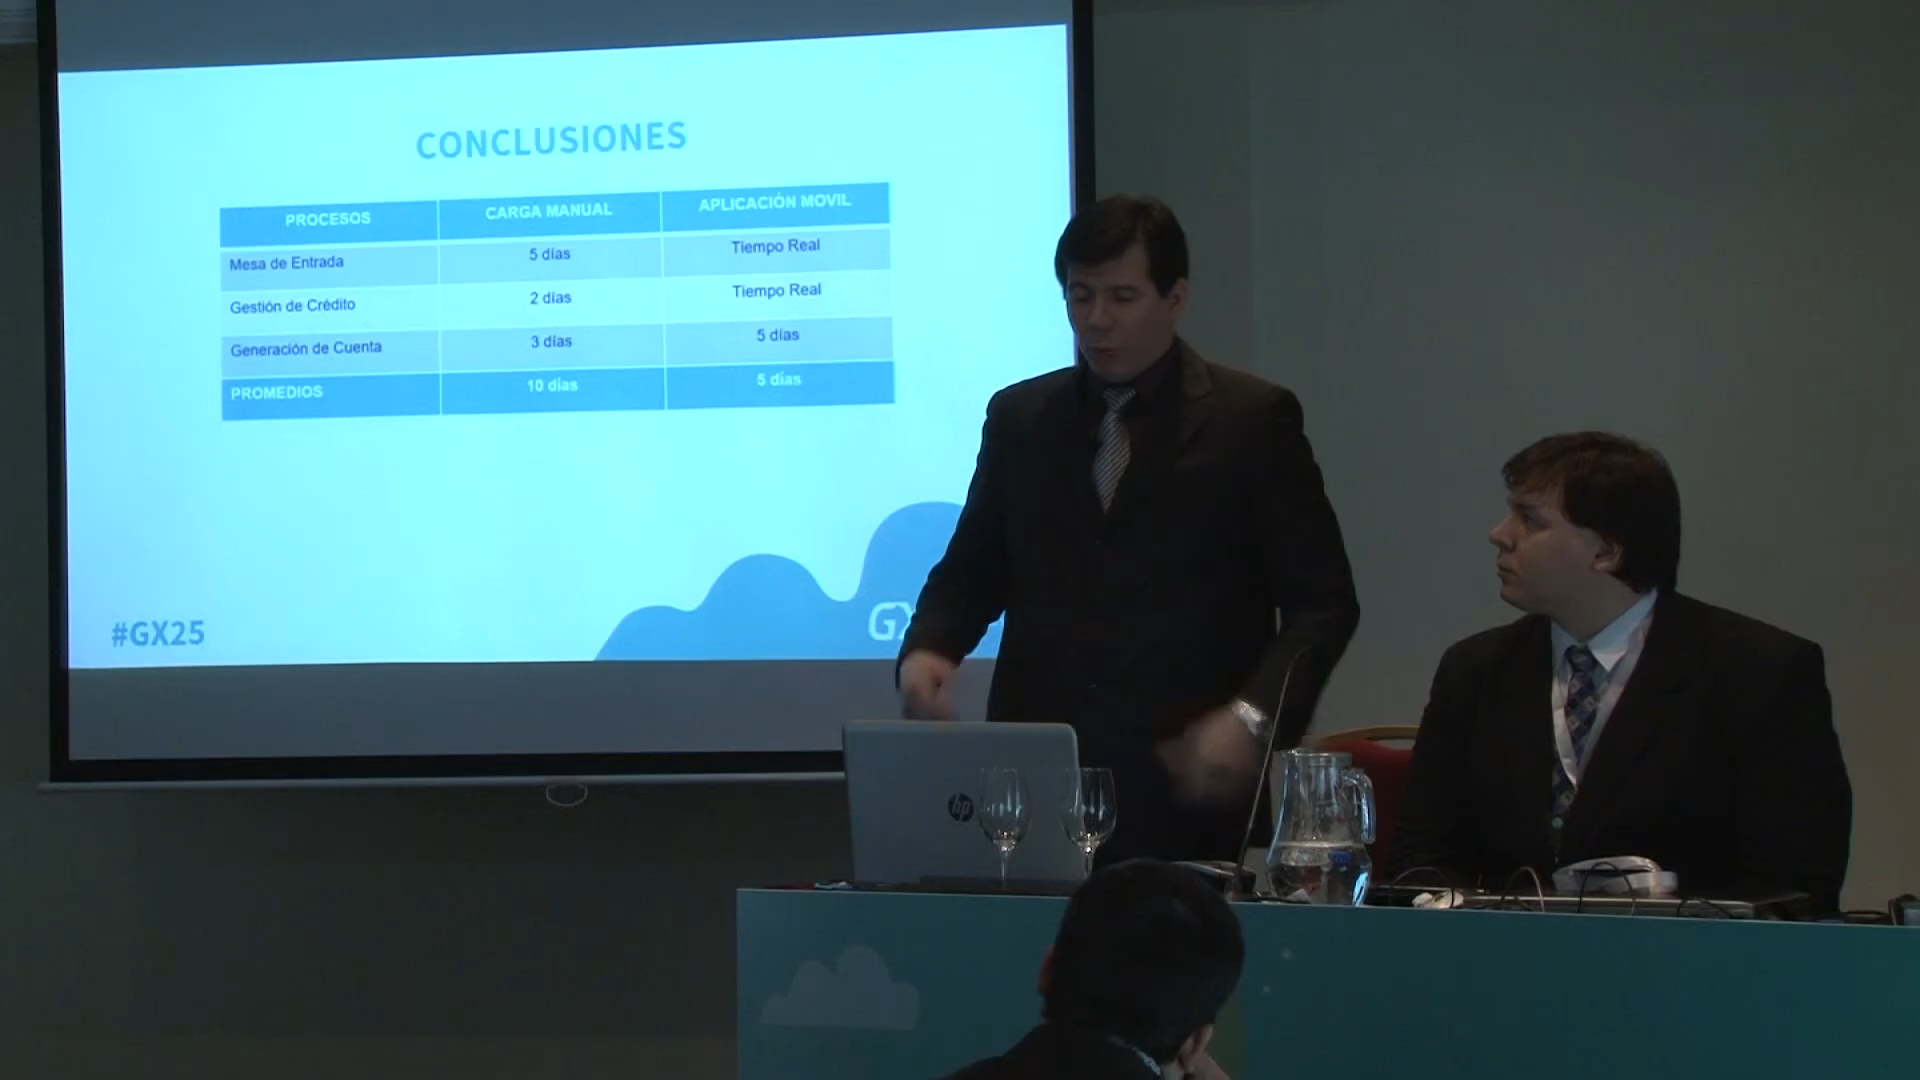 CONCLUSIONES
PROCESOS CARGA MANUAL APLICACIÓN MOVIL
Mesa de Entrada 5 días Tiempo Real
Gestión de Crédito 2 días Tiempo Real
Generación de Cuenta 3 días 5 días
PROMEDIOS 10 días 5 días
#GX25
GX
hp